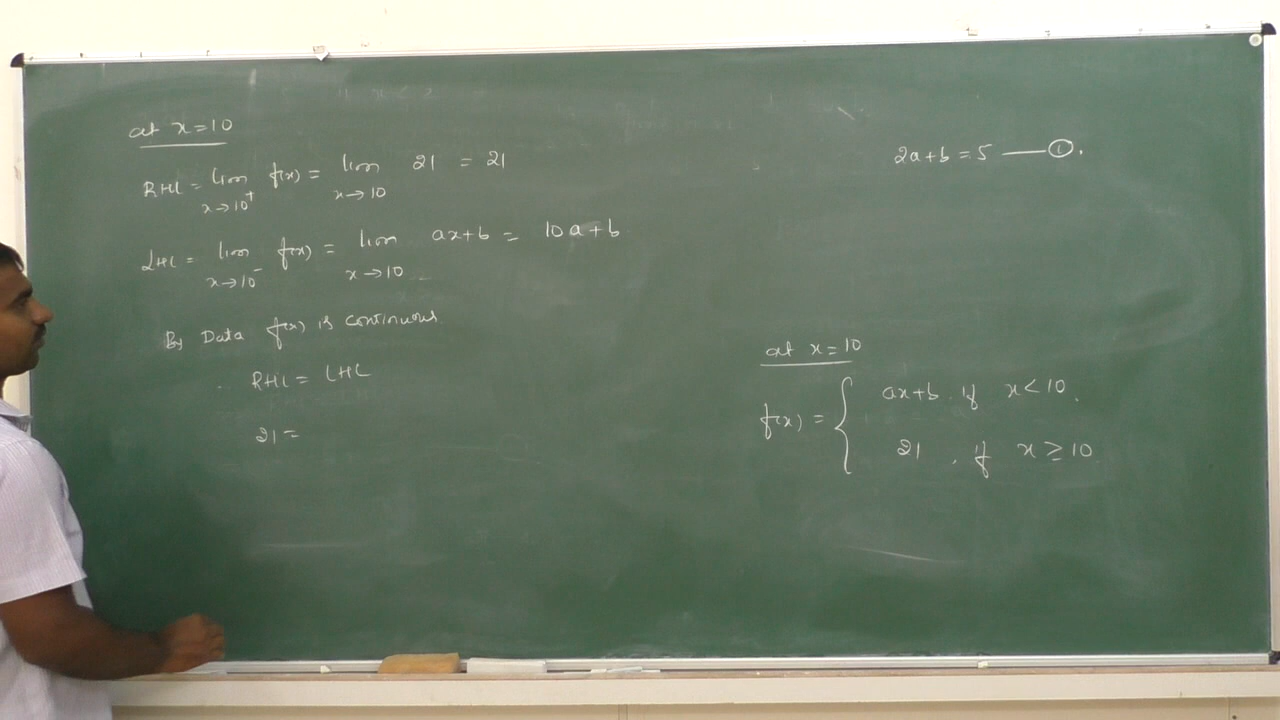 at x=10
RHL = lim f(x) = lim 21 = 21
x→10⁺ x→10
LHL = lim f(x) = lim ax+b = 10a+b
x→10⁻ x→10
By Data f(x) is continuous
∴ RHL = LHL
21 =
2a+b = 5 —①.
at x=10
f(x) = { ax+b if x<10.
21 , if x≥10